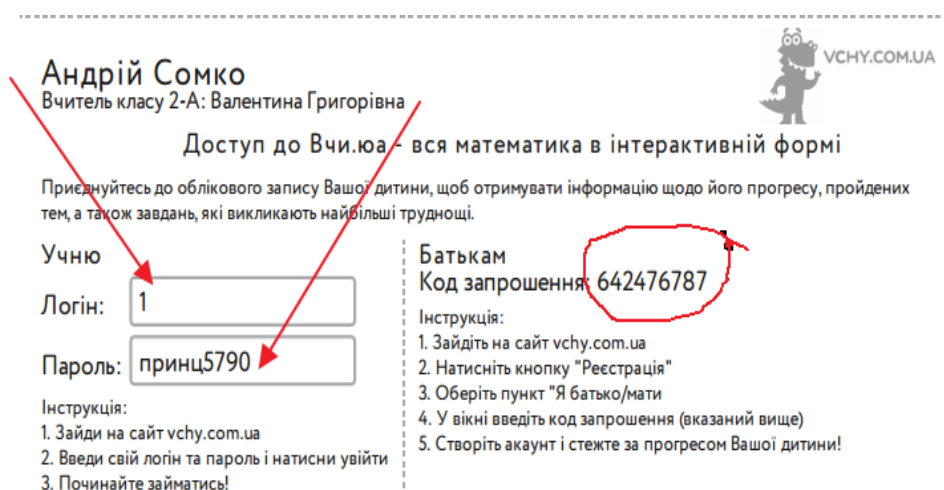 VCHY.COM.UA
Андрій Сомко
Вчитель класу 2-А: Валентина Григорівна
Доступ до Вчи.юа - вся математика в інтерактивній формі
Приєднуйтесь до облікового запису Вашої дитини, щоб отримувати інформацію щодо його прогресу, пройдених
тем, а також завдань, які викликають найбільші труднощі.
Учню
Логін: 1
Пароль: принц5790
Інструкція:
1. Зайди на сайт vchy.com.ua
2. Введи свій логін та пароль і натисни увійти
3. Починайте займатись!
Батькам
Код запрошення: 642476787
Інструкція:
1. Зайдіть на сайт vchy.com.ua
2. Натисніть кнопку "Реєстрація"
3. Оберіть пункт "Я батько/мати
4. У вікні введіть код запрошення (вказаний вище)
5. Створіть акаунт і стежте за прогресом Вашої дитини!